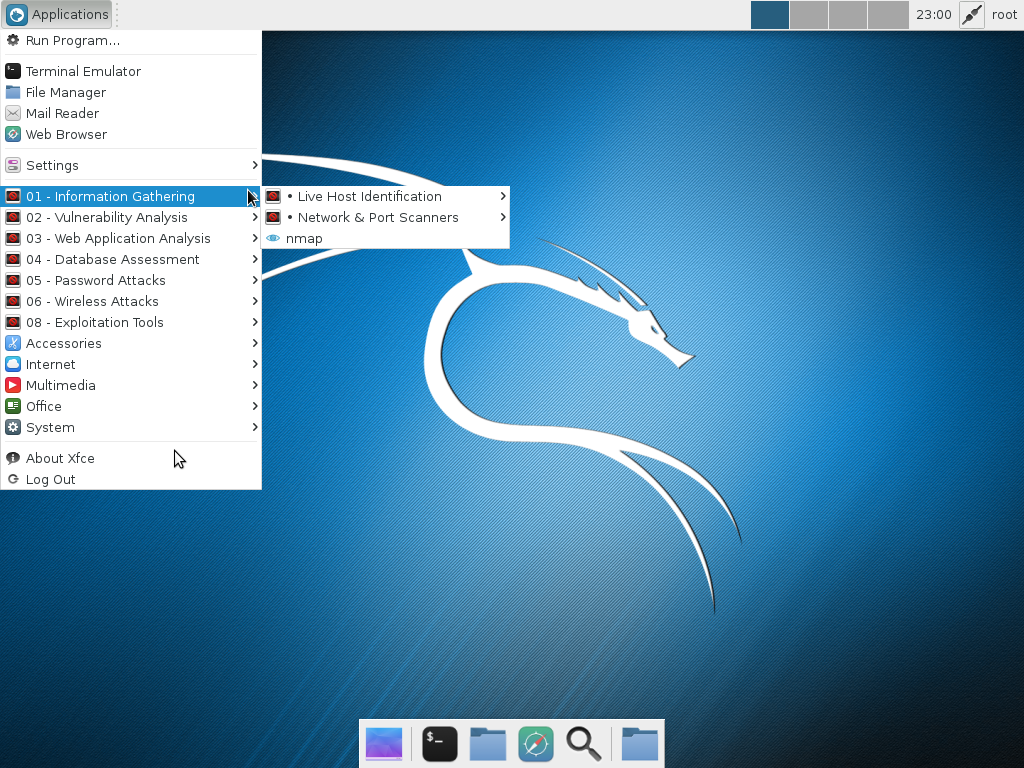 Applications
23:00
root
Run Program...
Terminal Emulator
File Manager
Mail Reader
Web Browser
Settings
01 - Information Gathering
• Live Host Identification
02 - Vulnerability Analysis
• Network & Port Scanners
03 - Web Application Analysis
nmap
04 - Database Assessment
05 - Password Attacks
06 - Wireless Attacks
08 - Exploitation Tools
Accessories
Internet
Multimedia
Office
System
About Xfce
Log Out
$_